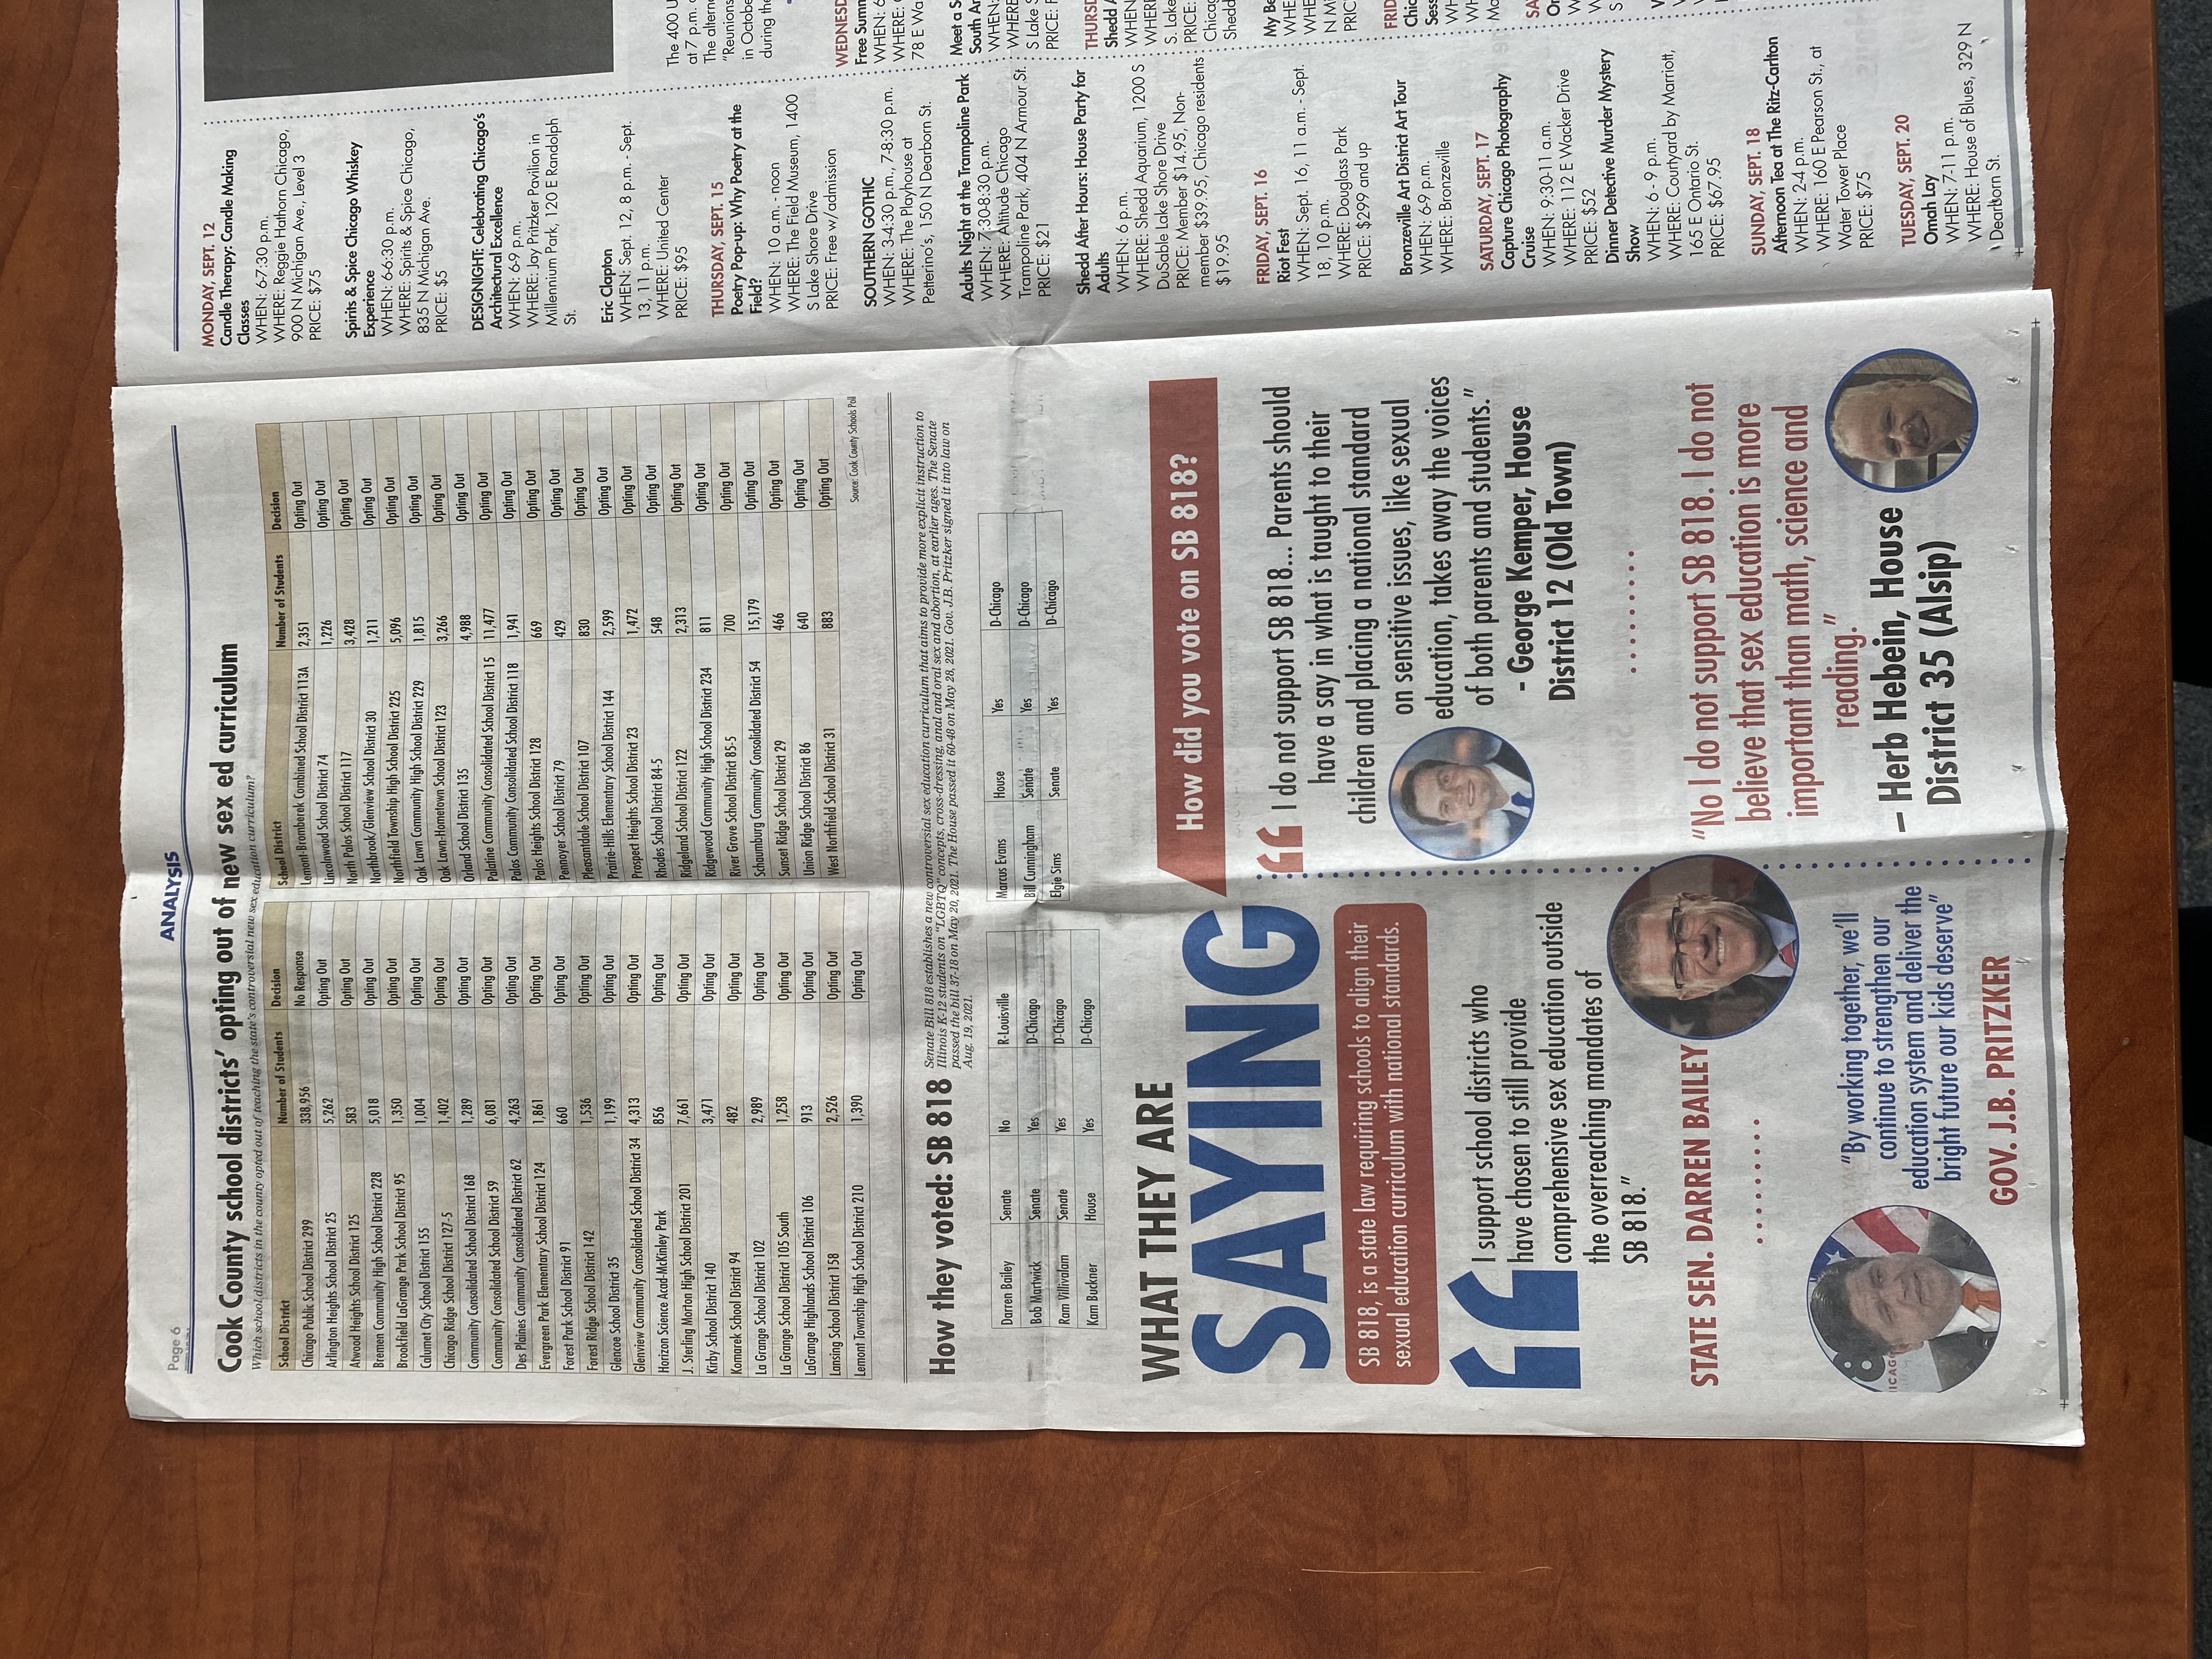 Page 6
ANALYSIS
Cook County school districts’ opting out of new sex ed curriculum
Which school districts in the county opted out of teaching the state's controversial new sex education curriculum?
School District Number of Students Decision
Chicago Public School District 299 338,956 No Response
Arlington Heights School District 25 5,262 Opting Out
Atwood Heights School District 125 583 Opting Out
Bremen Community High School District 228 5,018 Opting Out
Brookfield LaGrange Park School District 95 1,350 Opting Out
Calumet City School District 155 1,004 Opting Out
Chicago Ridge School District 127-5 1,402 Opting Out
Community Consolidated School District 168 1,289 Opting Out
Community Consolidated School District 59 6,081 Opting Out
Des Plaines Community Consolidated District 62 4,263 Opting Out
Evergreen Park Elementary School District 124 1,861 Opting Out
Forest Park School District 91 660 Opting Out
Forest Ridge School District 142 1,536 Opting Out
Glencoe School District 35 1,199 Opting Out
Glenview Community Consolidated School District 34 4,313 Opting Out
Horizon Science Acad-McKinley Park 856 Opting Out
J. Sterling Morton High School District 201 7,661 Opting Out
Kirby School District 140 3,471 Opting Out
Komarek School District 94 482 Opting Out
La Grange School District 102 2,989 Opting Out
La Grange School District 105 South 1,258 Opting Out
LaGrange Highlands School District 106 913 Opting Out
Lansing School District 158 2,526 Opting Out
Lemont Township High School District 210 1,390 Opting Out
School District Number of Students Decision
Lemont-Bromberek Combined School District 113A 2,351 Opting Out
Lincolnwood School District 74 1,226 Opting Out
North Palos School District 117 3,428 Opting Out
Northbrook/Glenview School District 30 1,211 Opting Out
Northfield Township High School District 225 5,096 Opting Out
Oak Lawn Community High School District 229 1,815 Opting Out
Oak Lawn-Hometown School District 123 3,266 Opting Out
Orland School District 135 4,988 Opting Out
Palatine Community Consolidated School District 15 11,477 Opting Out
Palos Community Consolidated School District 118 1,941 Opting Out
Palos Heights School District 128 669 Opting Out
Pennoyer School District 79 429 Opting Out
Pleasantdale School District 107 830 Opting Out
Prairie-Hills Elementary School District 144 2,599 Opting Out
Prospect Heights School District 23 1,472 Opting Out
Rhodes School District 84-5 548 Opting Out
Ridgeland School District 122 2,313 Opting Out
Ridgewood Community High School District 234 811 Opting Out
River Grove School District 85-5 700 Opting Out
Schaumburg Community Consolidated District 54 15,179 Opting Out
Sunset Ridge School District 29 466 Opting Out
Union Ridge School District 86 640 Opting Out
West Northfield School District 31 883 Opting Out
Source: Cook County Schools Poll
How they voted: SB 818
Senate Bill 818 establishes a new controversial sex education curriculum that aims to provide more explicit instruction to
Illinois K-12 students on "LGBTQ" concepts, cross-dressing, anal and oral sex and abortion, at earlier ages. The Senate
passed the bill 37-18 on May 20, 2021. The House passed it 60-48 on May 28, 2021. Gov. J.B. Pritzker signed it into law on
Aug. 19, 2021.
Darren Bailey Senate No R-Louisville
Bob Martwick Senate Yes D-Chicago
Ram Villivalam Senate Yes D-Chicago
Kam Buckner House Yes D-Chicago
Marcus Evans House Yes D-Chicago
Bill Cunningham Senate Yes D-Chicago
Elgie Sims Senate Yes D-Chicago
WHAT THEY ARE
SAYING
SB 818, is a state law requiring schools to align their
sexual education curriculum with national standards.
“ I support school districts who
have chosen to still provide
comprehensive sex education outside
the overreaching mandates of
SB 818.”
STATE SEN. DARREN BAILEY
“By working together, we’ll
continue to strengthen our
education system and deliver the
bright future our kids deserve”
GOV. J.B. PRITZKER
How did you vote on SB 818?
“ I do not support SB 818... Parents should
have a say in what is taught to their
children and placing a national standard
on sensitive issues, like sexual
education, takes away the voices
of both parents and students.”
- George Kemper, House
District 12 (Old Town)
“No I do not support SB 818. I do not
believe that sex education is more
important than math, science and
reading.”
– Herb Hebein, House
District 35 (Alsip)
MONDAY, SEPT. 12
Candle Therapy: Candle Making
Classes
WHEN: 6-7:30 p.m.
WHERE: Reggie Hathorn Chicago,
900 N Michigan Ave., Level 3
PRICE: $75
Spirits & Spice Chicago Whiskey
Experience
WHEN: 6-6:30 p.m.
WHERE: Spirits & Spice Chicago,
835 N Michigan Ave.
PRICE: $5
DESIGNIGHT: Celebrating Chicago’s
Architectural Excellence
WHEN: 6-9 p.m.
WHERE: Jay Pritzker Pavilion in
Millennium Park, 120 E Randolph
St.
Eric Clapton
WHEN: Sept. 12, 8 p.m. - Sept.
13, 11 p.m.
WHERE: United Center
PRICE: $95
THURSDAY, SEPT. 15
Poetry Pop-up: Why Poetry at the
Field?
WHEN: 10 a.m. - noon
WHERE: The Field Museum, 1400
S Lake Shore Drive
PRICE: Free w/admission
SOUTHERN GOTHIC
WHEN: 3-4:30 p.m., 7-8:30 p.m.
WHERE: The Playhouse at
Petterino’s, 150 N Dearborn St.
Adults Night at the Trampoline Park
WHEN: 7:30-8:30 p.m.
WHERE: Altitude Chicago
Trampoline Park, 404 N Armour St.
PRICE: $21
Shedd After Hours: House Party for
Adults
WHEN: 6 p.m.
WHERE: Shedd Aquarium, 1200 S
DuSable Lake Shore Drive
PRICE: Member $14.95, Non-
member $39.95, Chicago residents
$19.95
FRIDAY, SEPT. 16
Riot Fest
WHEN: Sept. 16, 11 a.m. - Sept.
18, 10 p.m.
WHERE: Douglass Park
PRICE: $299 and up
Bronzeville Art District Art Tour
WHEN: 6-9 p.m.
WHERE: Bronzeville
SATURDAY, SEPT. 17
Capture Chicago Photography
Cruise
WHEN: 9:30-11 a.m.
WHERE: 112 E Wacker Drive
PRICE: $52
Dinner Detective Murder Mystery
Show
WHEN: 6 - 9 p.m.
WHERE: Courtyard by Marriott,
165 E Ontario St.
PRICE: $67.95
SUNDAY, SEPT. 18
Afternoon Tea at The Ritz-Carlton
WHEN: 2-4 p.m.
WHERE: 160 E Pearson St., at
Water Tower Place
PRICE: $75
TUESDAY, SEPT. 20
Omah Lay
WHEN: 7-11 p.m.
WHERE: House of Blues, 329 N
Dearborn St.
The 400 U
at 7 p.m.
The altern
“Reunions
in Octobe
during the
WEDNESD
Free Summ
WHEN: 6
WHERE:
78 E Wa
Meet a S
South A
WHEN:
WHERE
S Lake S
PRICE: F
THURSD
Shedd A
WHEN
WHER
S. Lake
PRICE:
Chicag
Shedd
My Be
WHE
WHE
N Mi
PRIC
FRID
Chic
Sess
WH
WH
Ma
SA